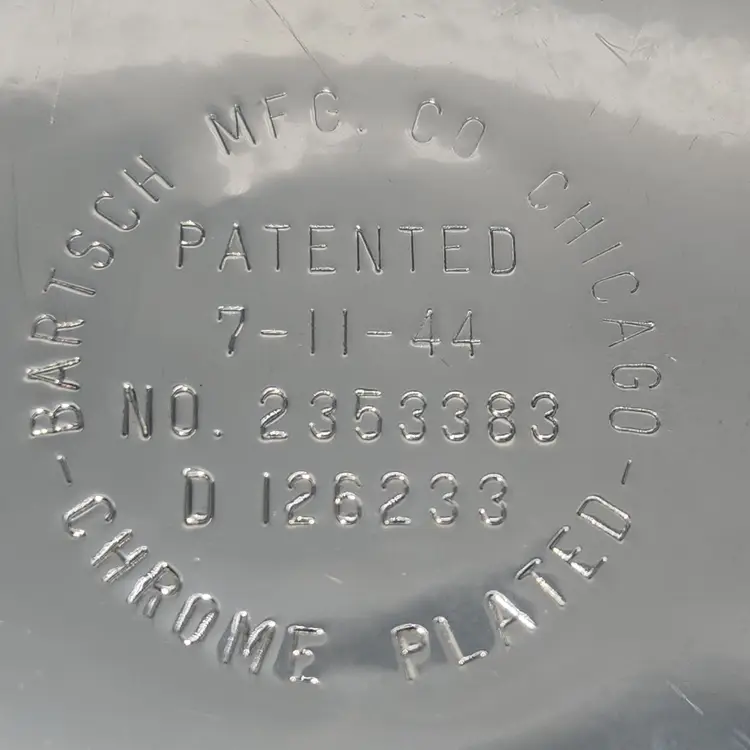 BARTSCH MFG. CO CHICAGO
PATENTED
7-11-44
NO. 2353383
D 126233
- CHROME PLATED -